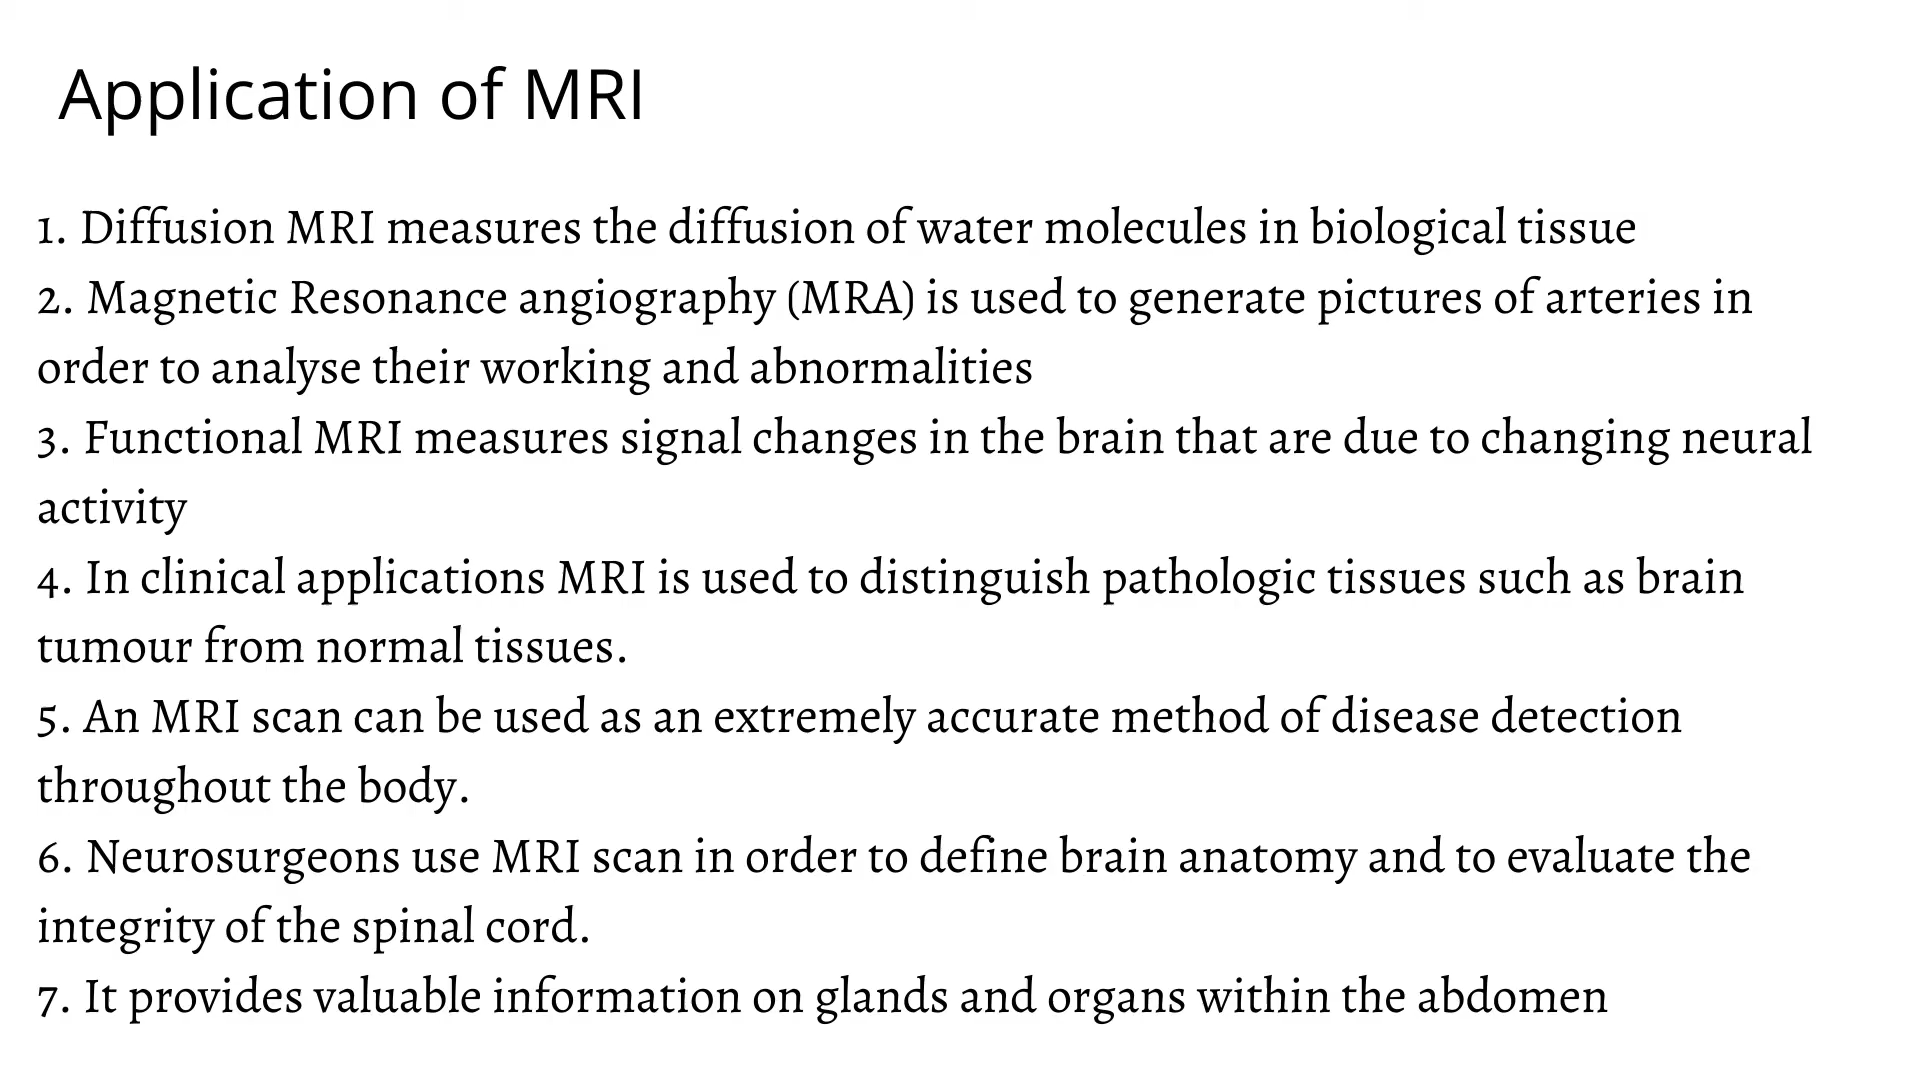 Application of MRI
1. Diffusion MRI measures the diffusion of water molecules in biological tissue
2. Magnetic Resonance angiography (MRA) is used to generate pictures of arteries in
order to analyse their working and abnormalities
3. Functional MRI measures signal changes in the brain that are due to changing neural
activity
4. In clinical applications MRI is used to distinguish pathologic tissues such as brain
tumour from normal tissues.
5. An MRI scan can be used as an extremely accurate method of disease detection
throughout the body.
6. Neurosurgeons use MRI scan in order to define brain anatomy and to evaluate the
integrity of the spinal cord.
7. It provides valuable information on glands and organs within the abdomen